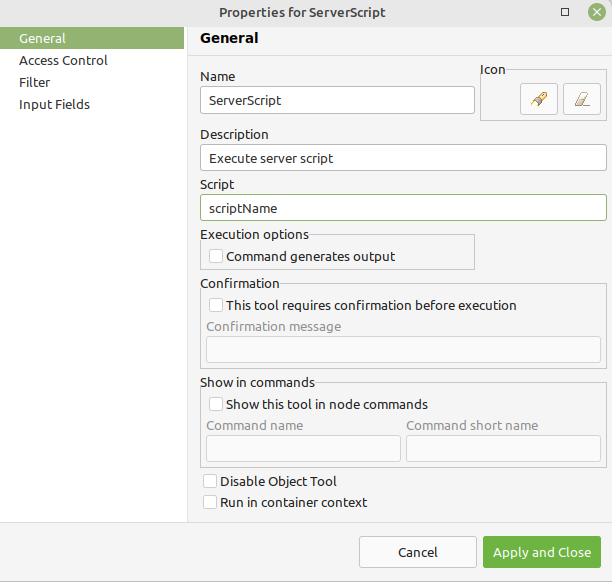 Properties for ServerScript
General
Access Control
Filter
Input Fields
General
Name
Icon
ServerScript
Description
Execute server script
Script
scriptName
Execution options
Command generates output
Confirmation
This tool requires confirmation before execution
Confirmation message
Show in commands
Show this tool in node commands
Command name
Command short name
Disable Object Tool
Run in container context
Cancel
Apply and Close